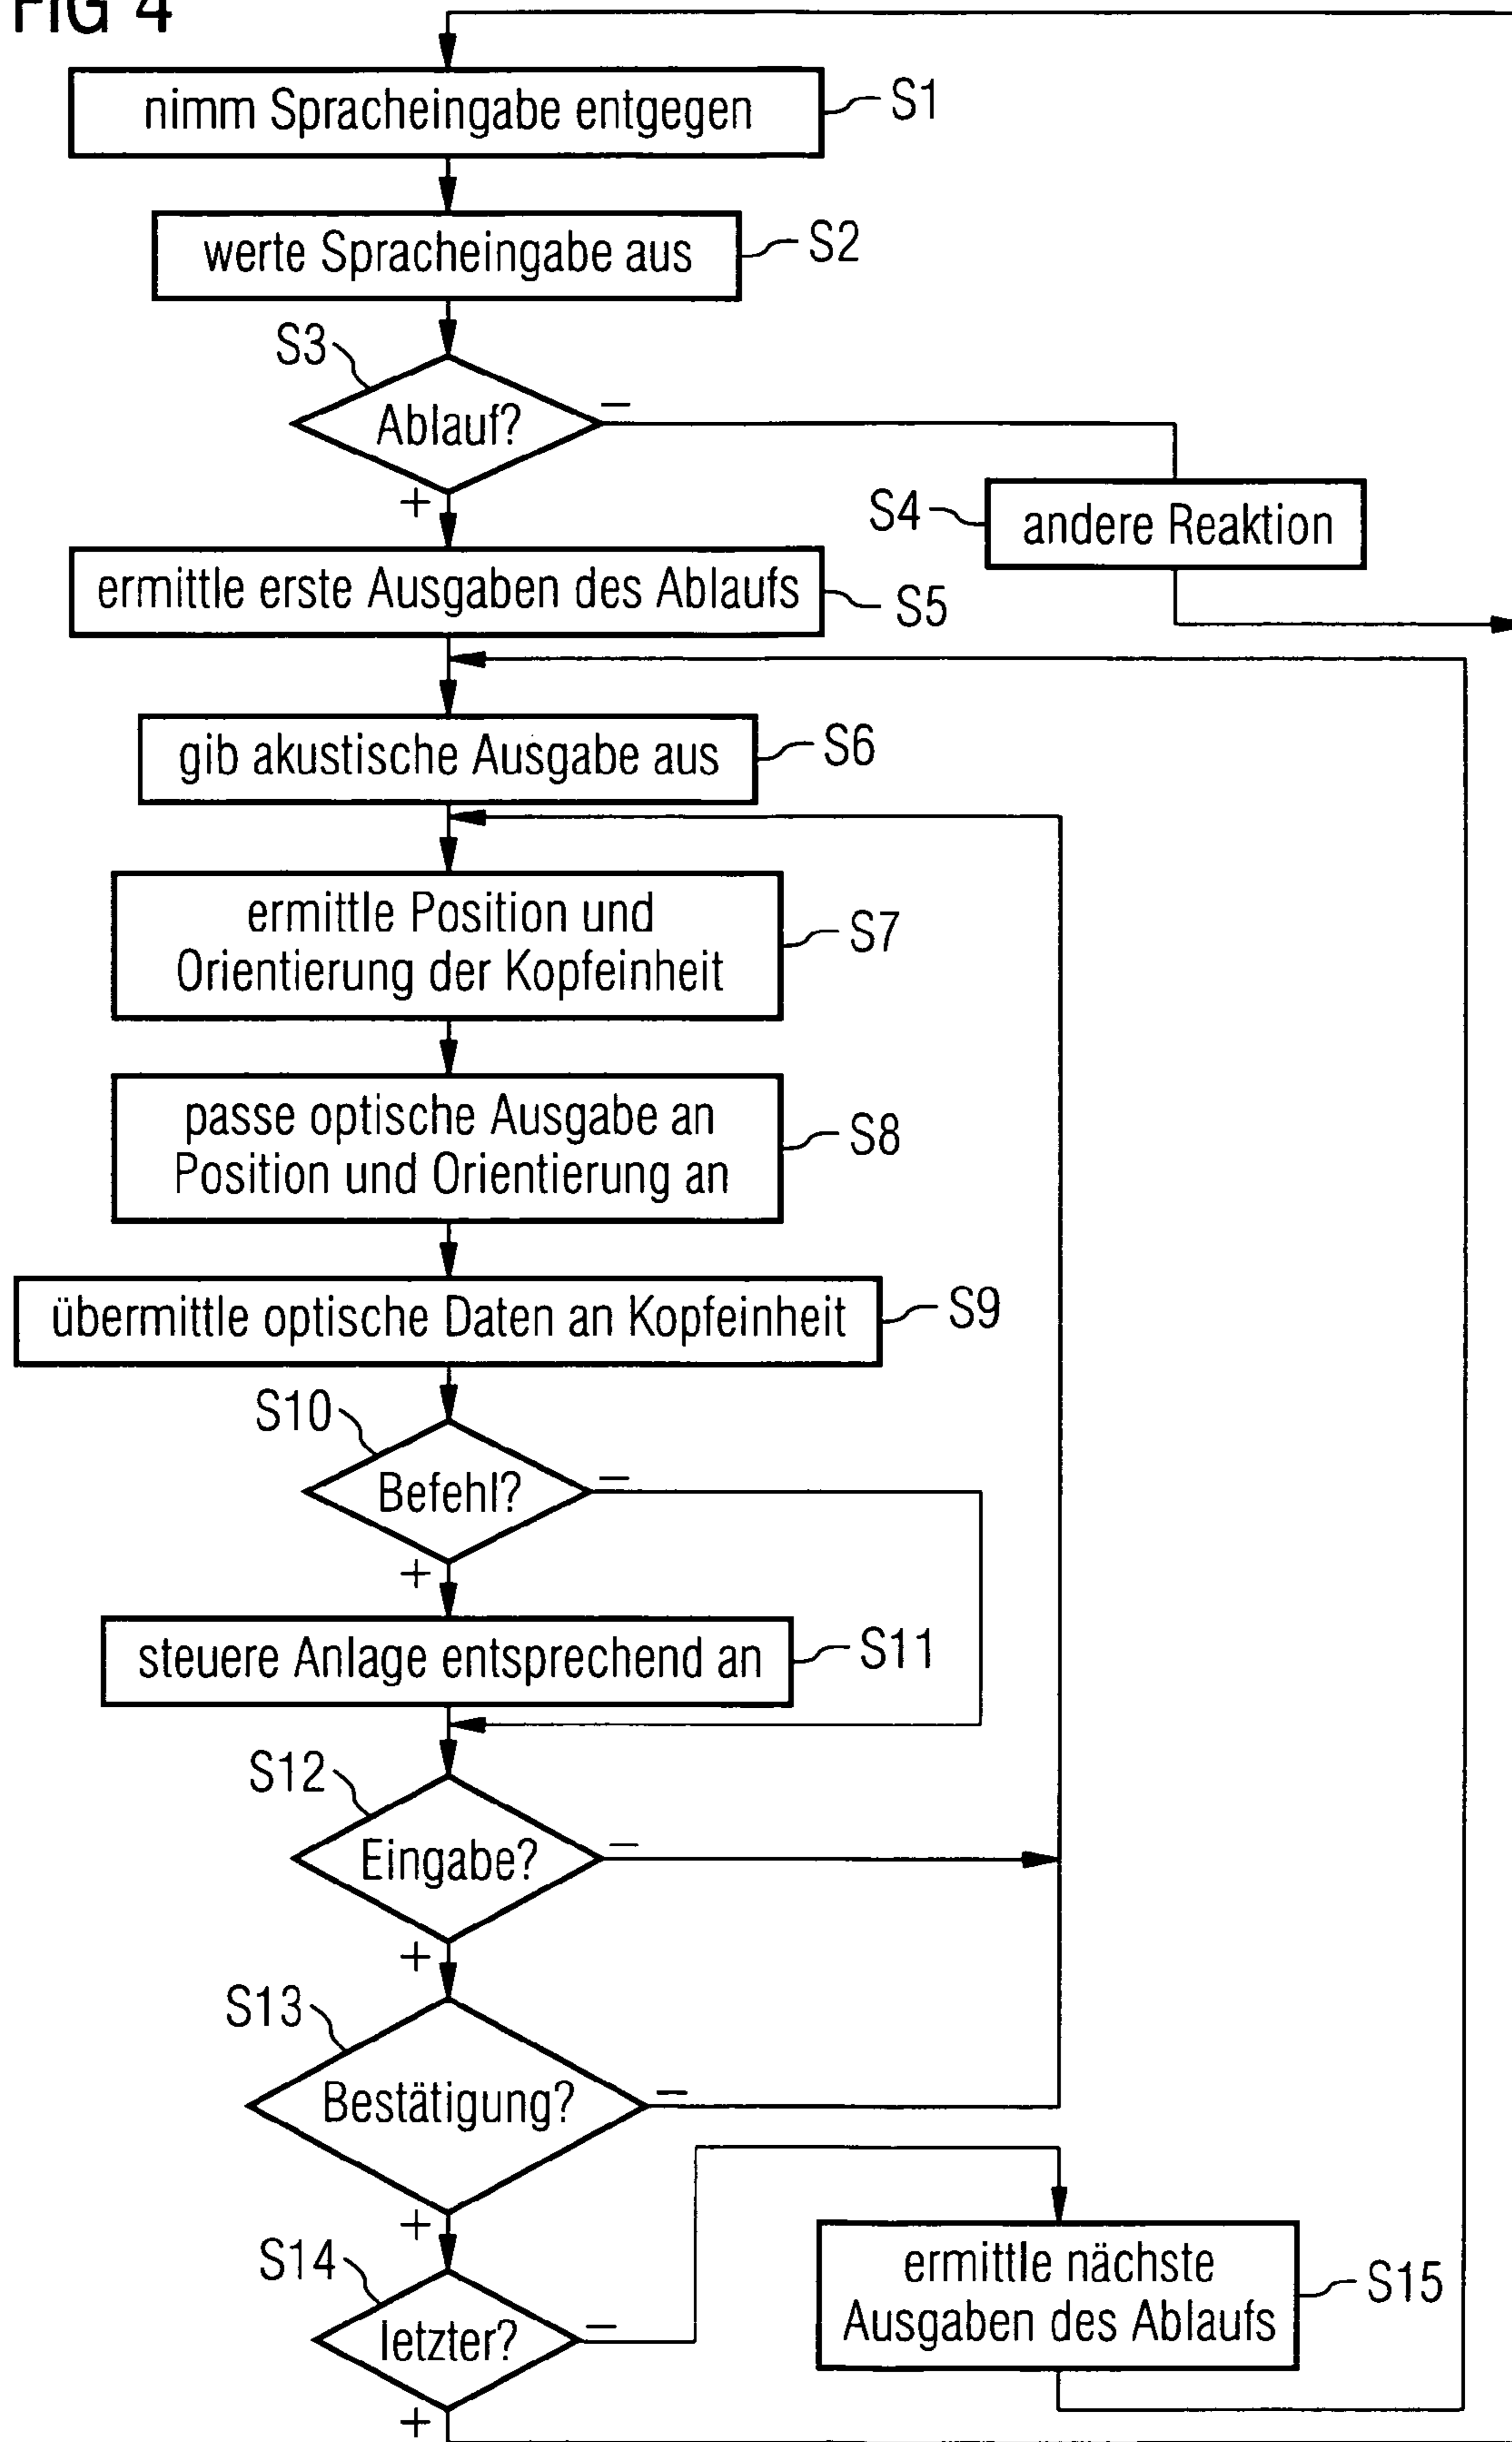 FIG 4
nimm Spracheingabe entgegen
S1
werte Spracheingabe aus
S2
S3
Ablauf?
–
+
S4
andere Reaktion
ermittle erste Ausgaben des Ablaufs
S5
gib akustische Ausgabe aus
S6
ermittle Position und
Orientierung der Kopfeinheit
S7
passe optische Ausgabe an
Position und Orientierung an
S8
übermittle optische Daten an Kopfeinheit
S9
S10
Befehl?
–
+
steuere Anlage entsprechend an
S11
S12
Eingabe?
–
+
S13
Bestätigung?
–
+
S14
letzter?
–
+
ermittle nächste
Ausgaben des Ablaufs
S15